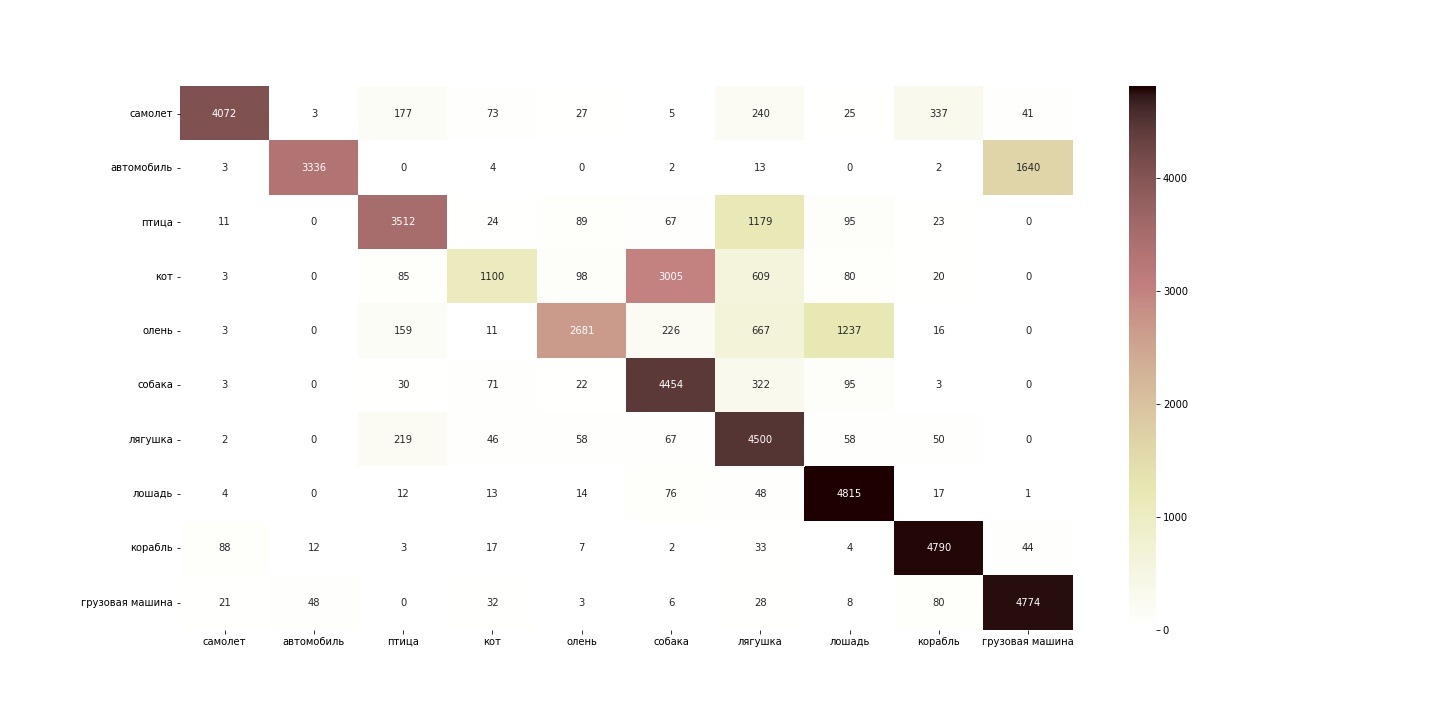 самолет 4072 3 177 73 27 5 240 25 337 41
автомобиль 3 3336 0 4 0 2 13 0 2 1640
птица 11 0 3512 24 89 67 1179 95 23 0
кот 3 0 85 1100 98 3005 609 80 20 0
олень 3 0 159 11 2681 226 667 1237 16 0
собака 3 0 30 71 22 4454 322 95 3 0
лягушка 2 0 219 46 58 67 4500 58 50 0
лошадь 4 0 12 13 14 76 48 4815 17 1
корабль 88 12 3 17 7 2 33 4 4790 44
грузовая машина 21 48 0 32 3 6 28 8 80 4774
самолет автомобиль птица кот олень собака лягушка лошадь корабль грузовая машина
4000
3000
2000
1000
0